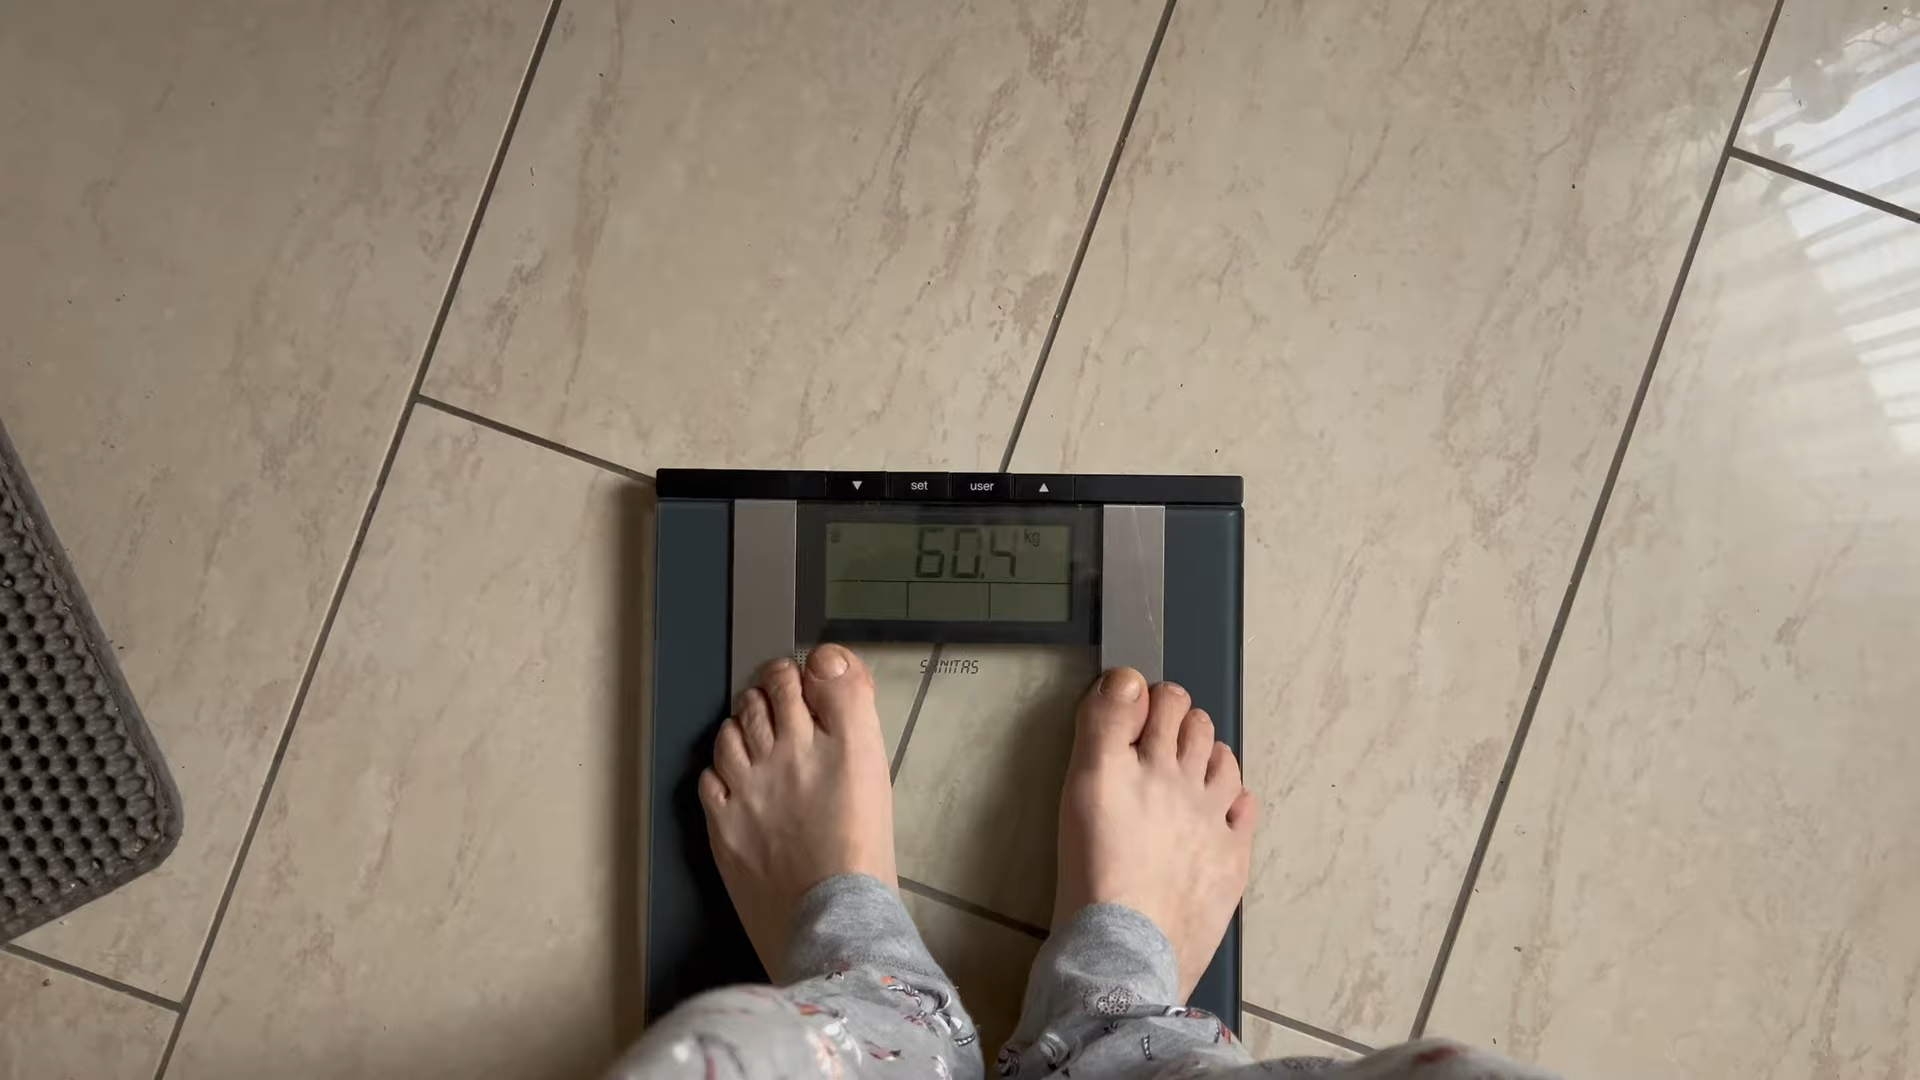 ▼ set user ▲
60.4 kg
SANITAS